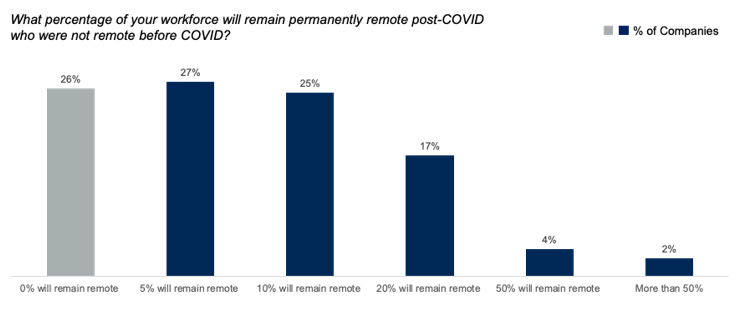 What percentage of your workforce will remain permanently remote post-COVID
who were not remote before COVID?
% of Companies
26%
27%
25%
17%
4%
2%
0% will remain remote
5% will remain remote
10% will remain remote
20% will remain remote
50% will remain remote
More than 50%